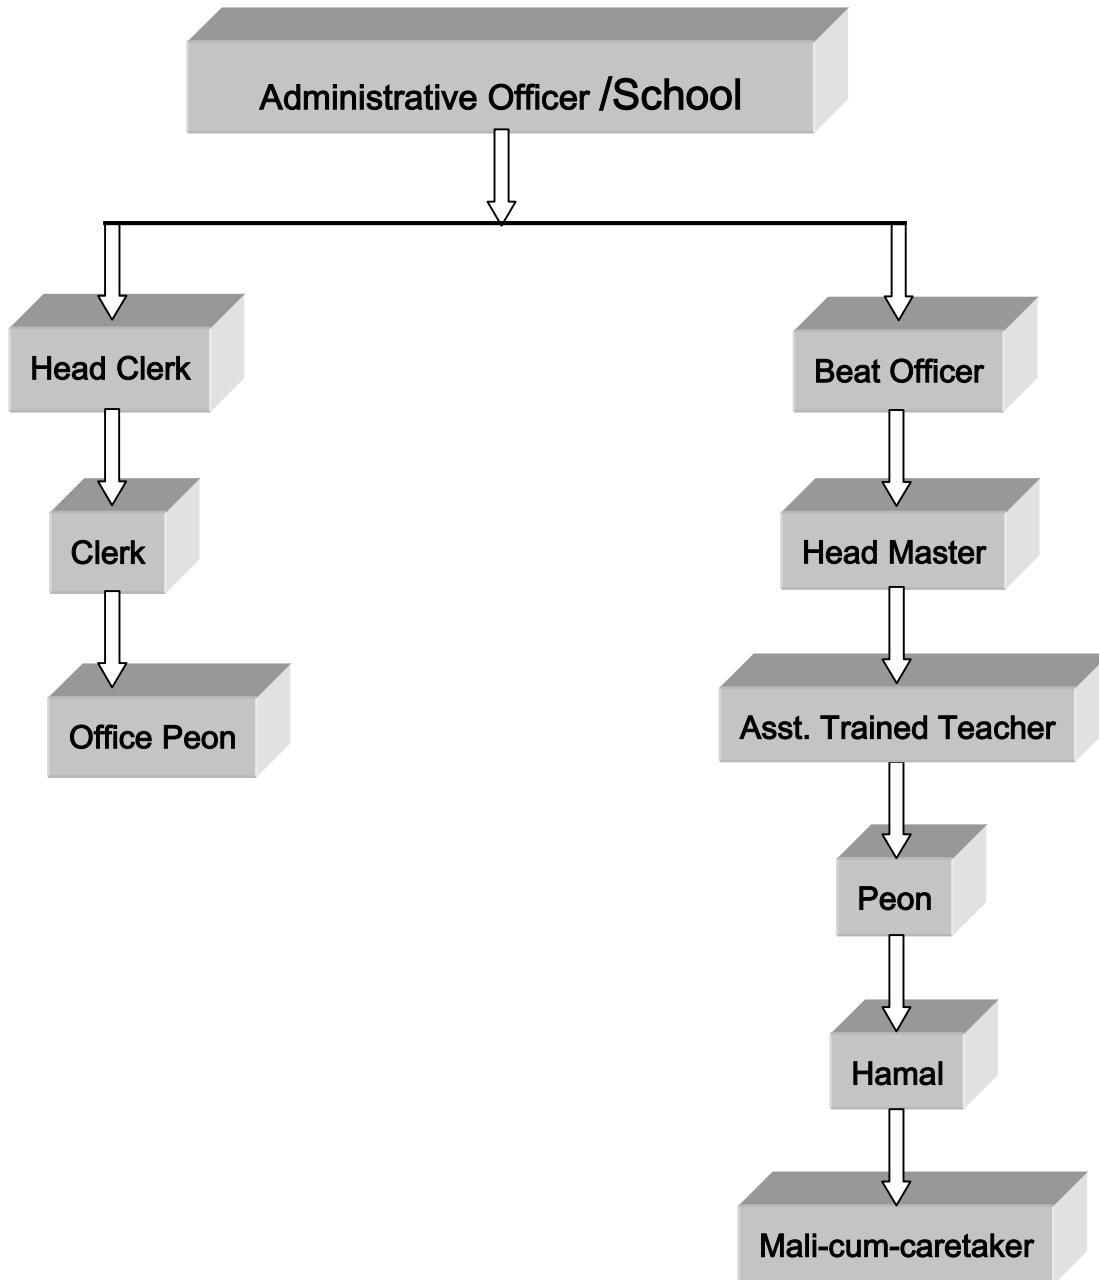 Administrative Officer /School
Head Clerk
Beat Officer
Clerk
Head Master
Office Peon
Asst. Trained Teacher
Peon
Hamal
Mali-cum-caretaker